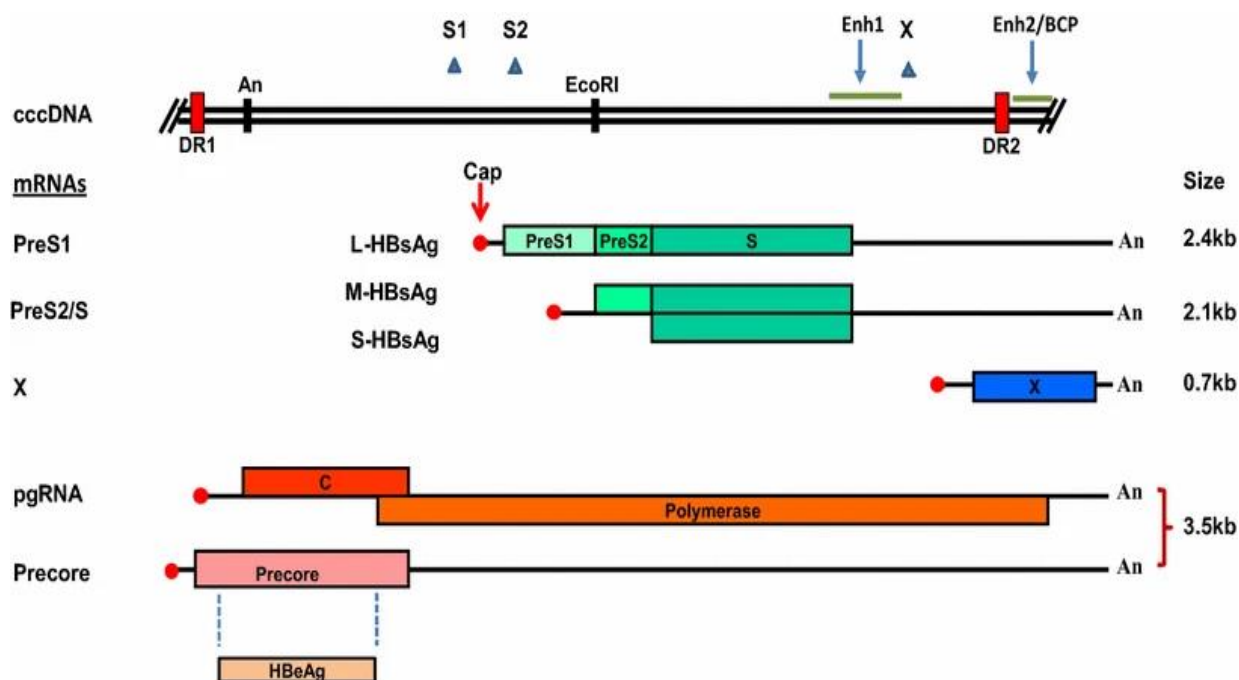 S1 S2 Enh1 X Enh2/BCP
An EcoRI
cccDNA
DR1 DR2
mRNAs Cap Size
PreS1 L-HBsAg PreS1 PreS2 S An 2.4kb
M-HBsAg
PreS2/S An 2.1kb
S-HBsAg
X X An 0.7kb
C
pgRNA An
Polymerase 3.5kb
Precore Precore An
HBeAg